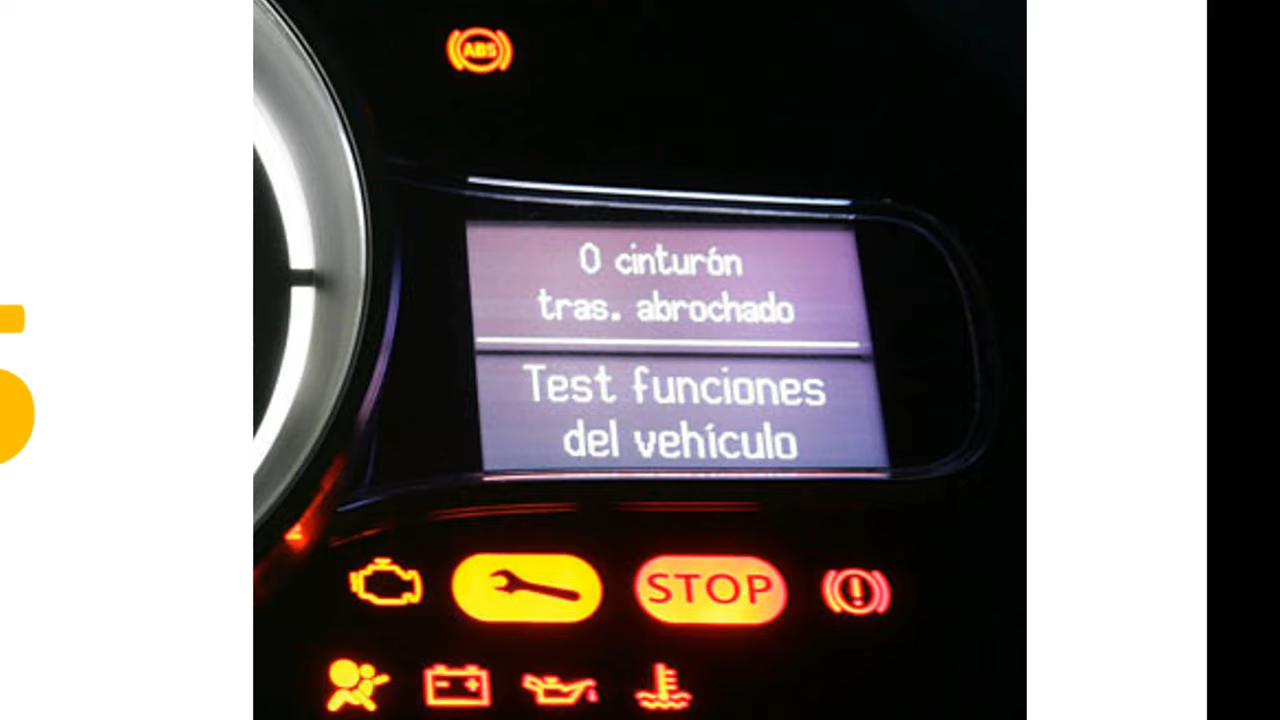 ABS
0 cinturón
tras. abrochado
Test funciones
del vehículo
STOP